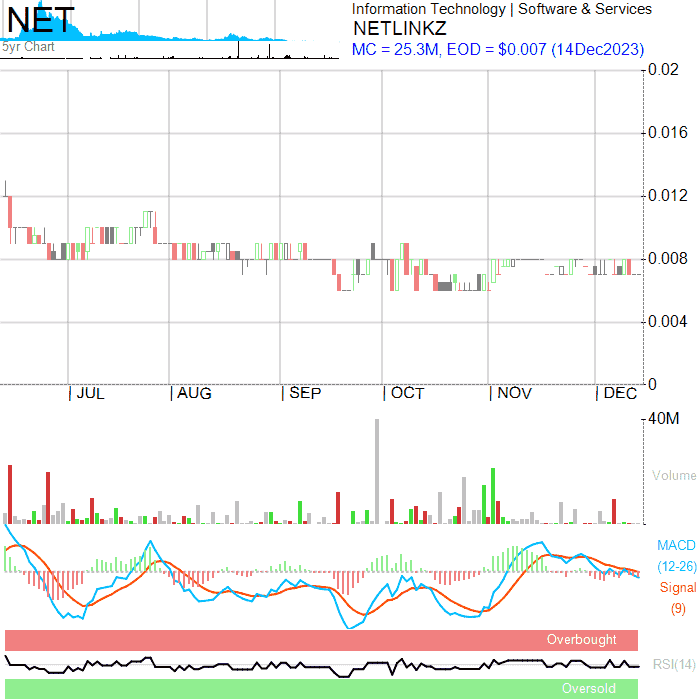 NET
5yr Chart
Information Technology | Software & Services
NETLINKZ
MC = 25.3M, EOD = $0.007 (14Dec2023)
0.02
0.016
0.012
0.008
0.004
0
| JUL | AUG | SEP | OCT | NOV | DEC
40M
Volume
MACD
(12-26)
Signal
(9)
Overbought
RSI(14)
Oversold